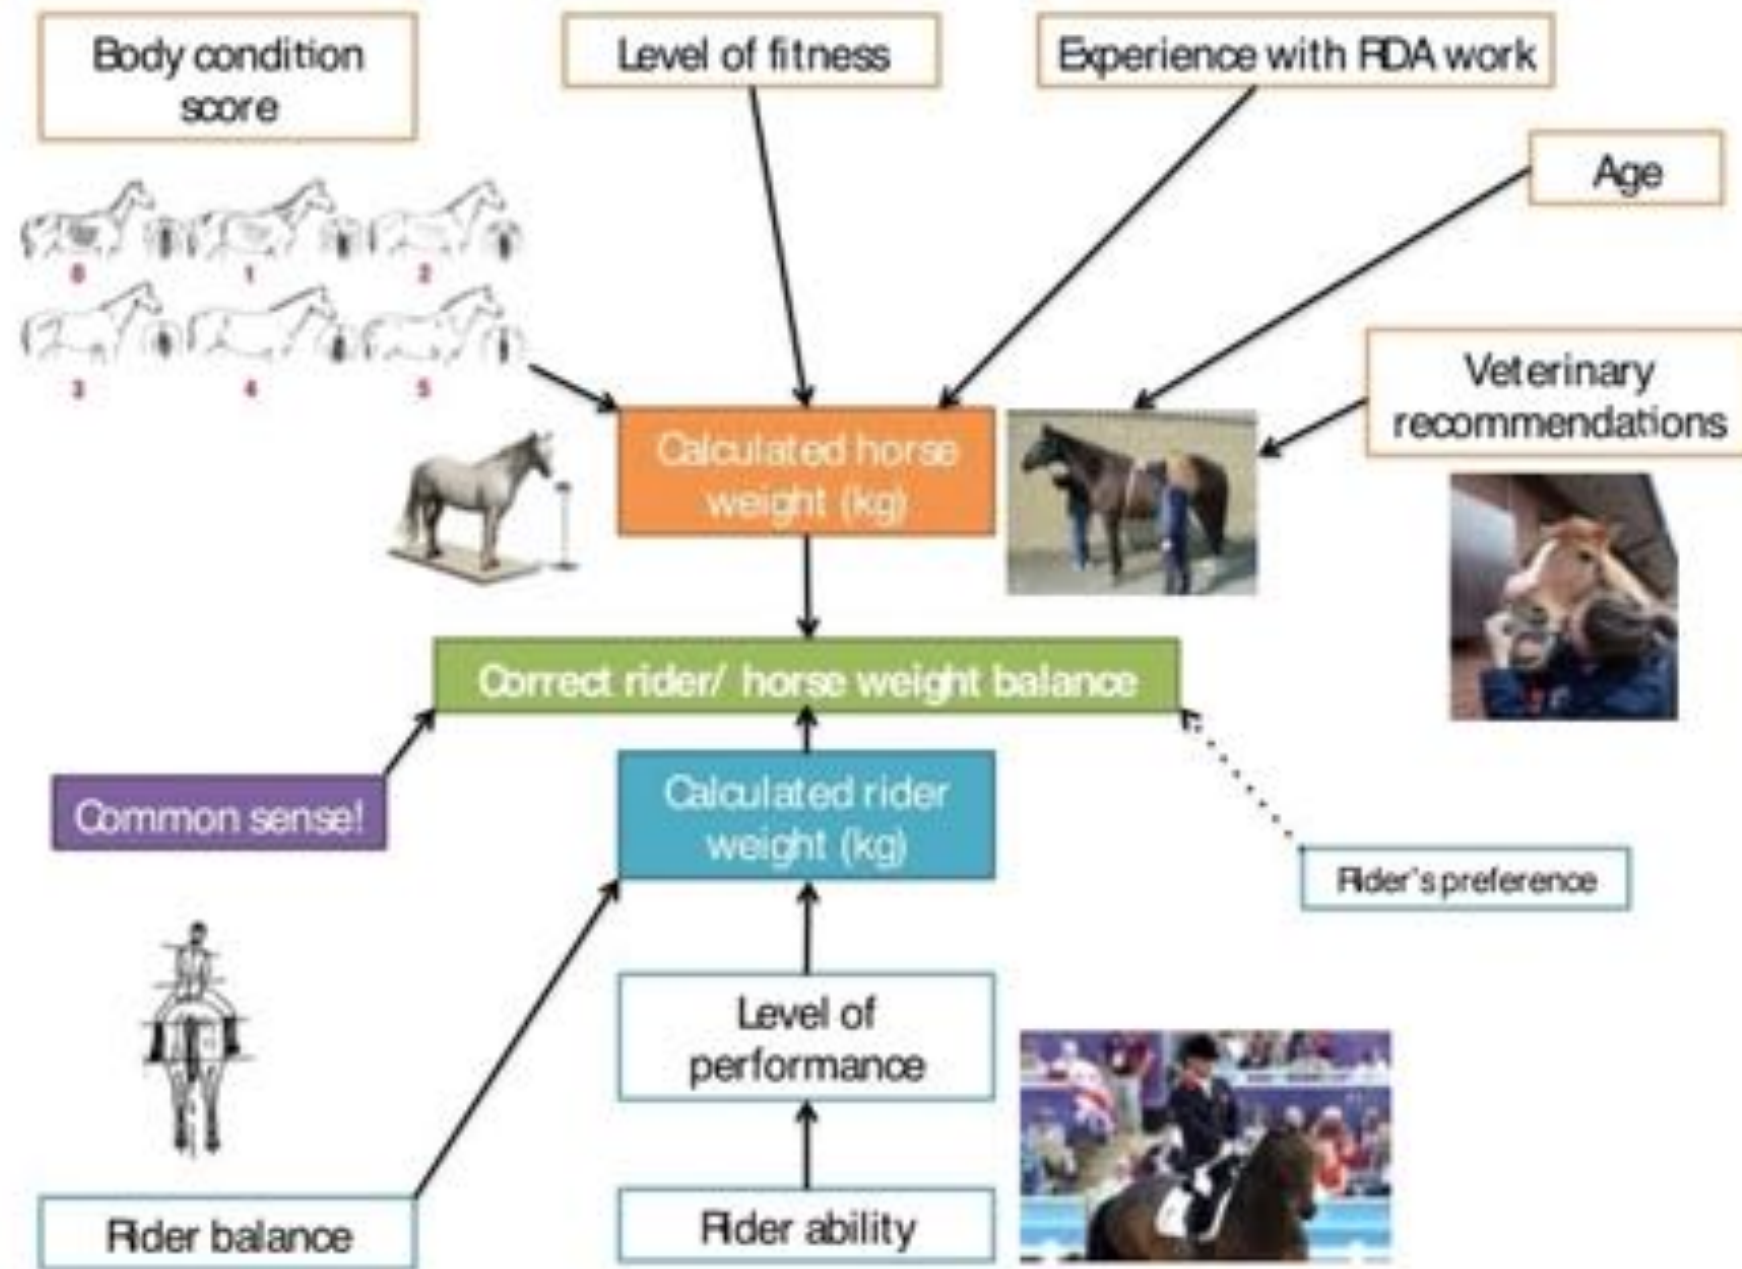 Body condition
score
Level of fitness
Experience with RDA work
Age
0
1
2
3
4
5
Veterinary
recommendations
Calculated horse
weight (kg)
Correct rider/ horse weight balance
Common sense!
Calculated rider
weight (kg)
Rider's preference
Level of
performance
Rider balance
Rider ability